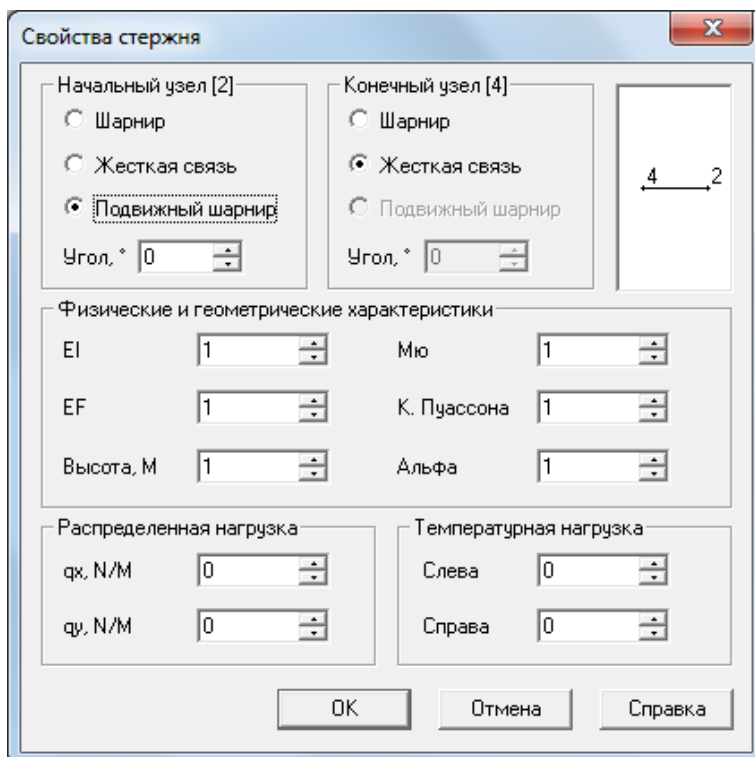 Свойства стержня
Начальный узел [2]
Шарнир
Жесткая связь
Подвижный шарнир
Угол, ° 0
Конечный узел [4]
Шарнир
Жесткая связь
Подвижный шарнир
Угол, ° 0
4 2
Физические и геометрические характеристики
EI 1 Мю 1
EF 1 К. Пуассона 1
Высота, М 1 Альфа 1
Распределенная нагрузка
qx, N/M 0
qy, N/M 0
Температурная нагрузка
Слева 0
Справа 0
OK Отмена Справка